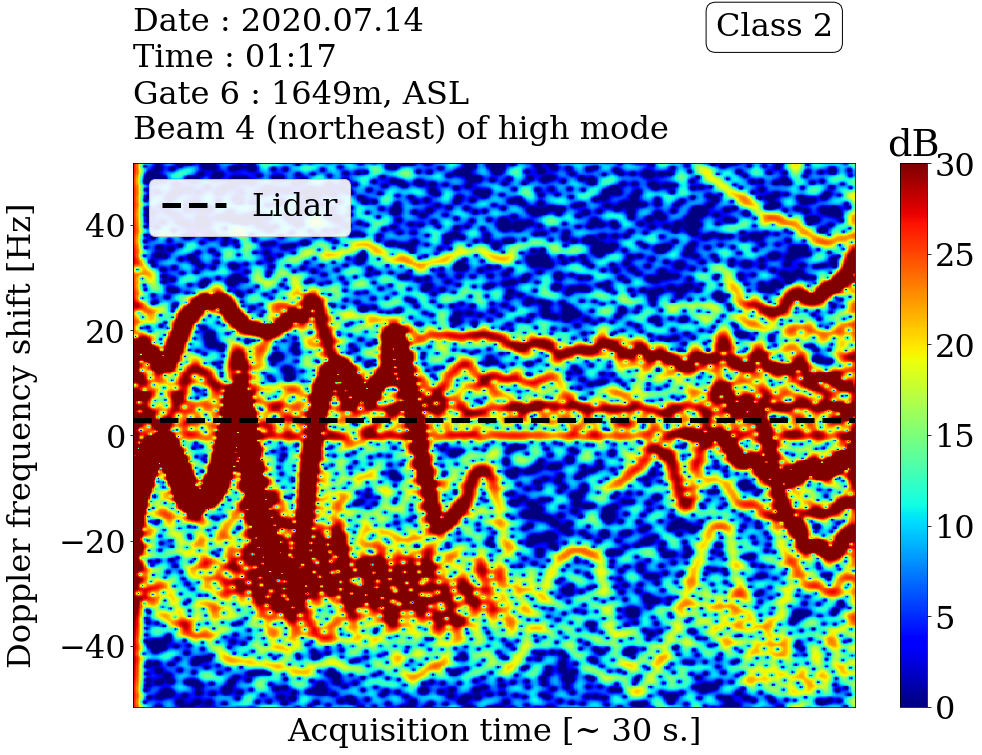 Date : 2020.07.14
Time : 01:17
Gate 6 : 1649m, ASL
Beam 4 (northeast) of high mode
Class 2
dB
Lidar
Doppler frequency shift [Hz]
40
20
0
−20
−40
30
25
20
15
10
5
0
Acquisition time [~ 30 s.]